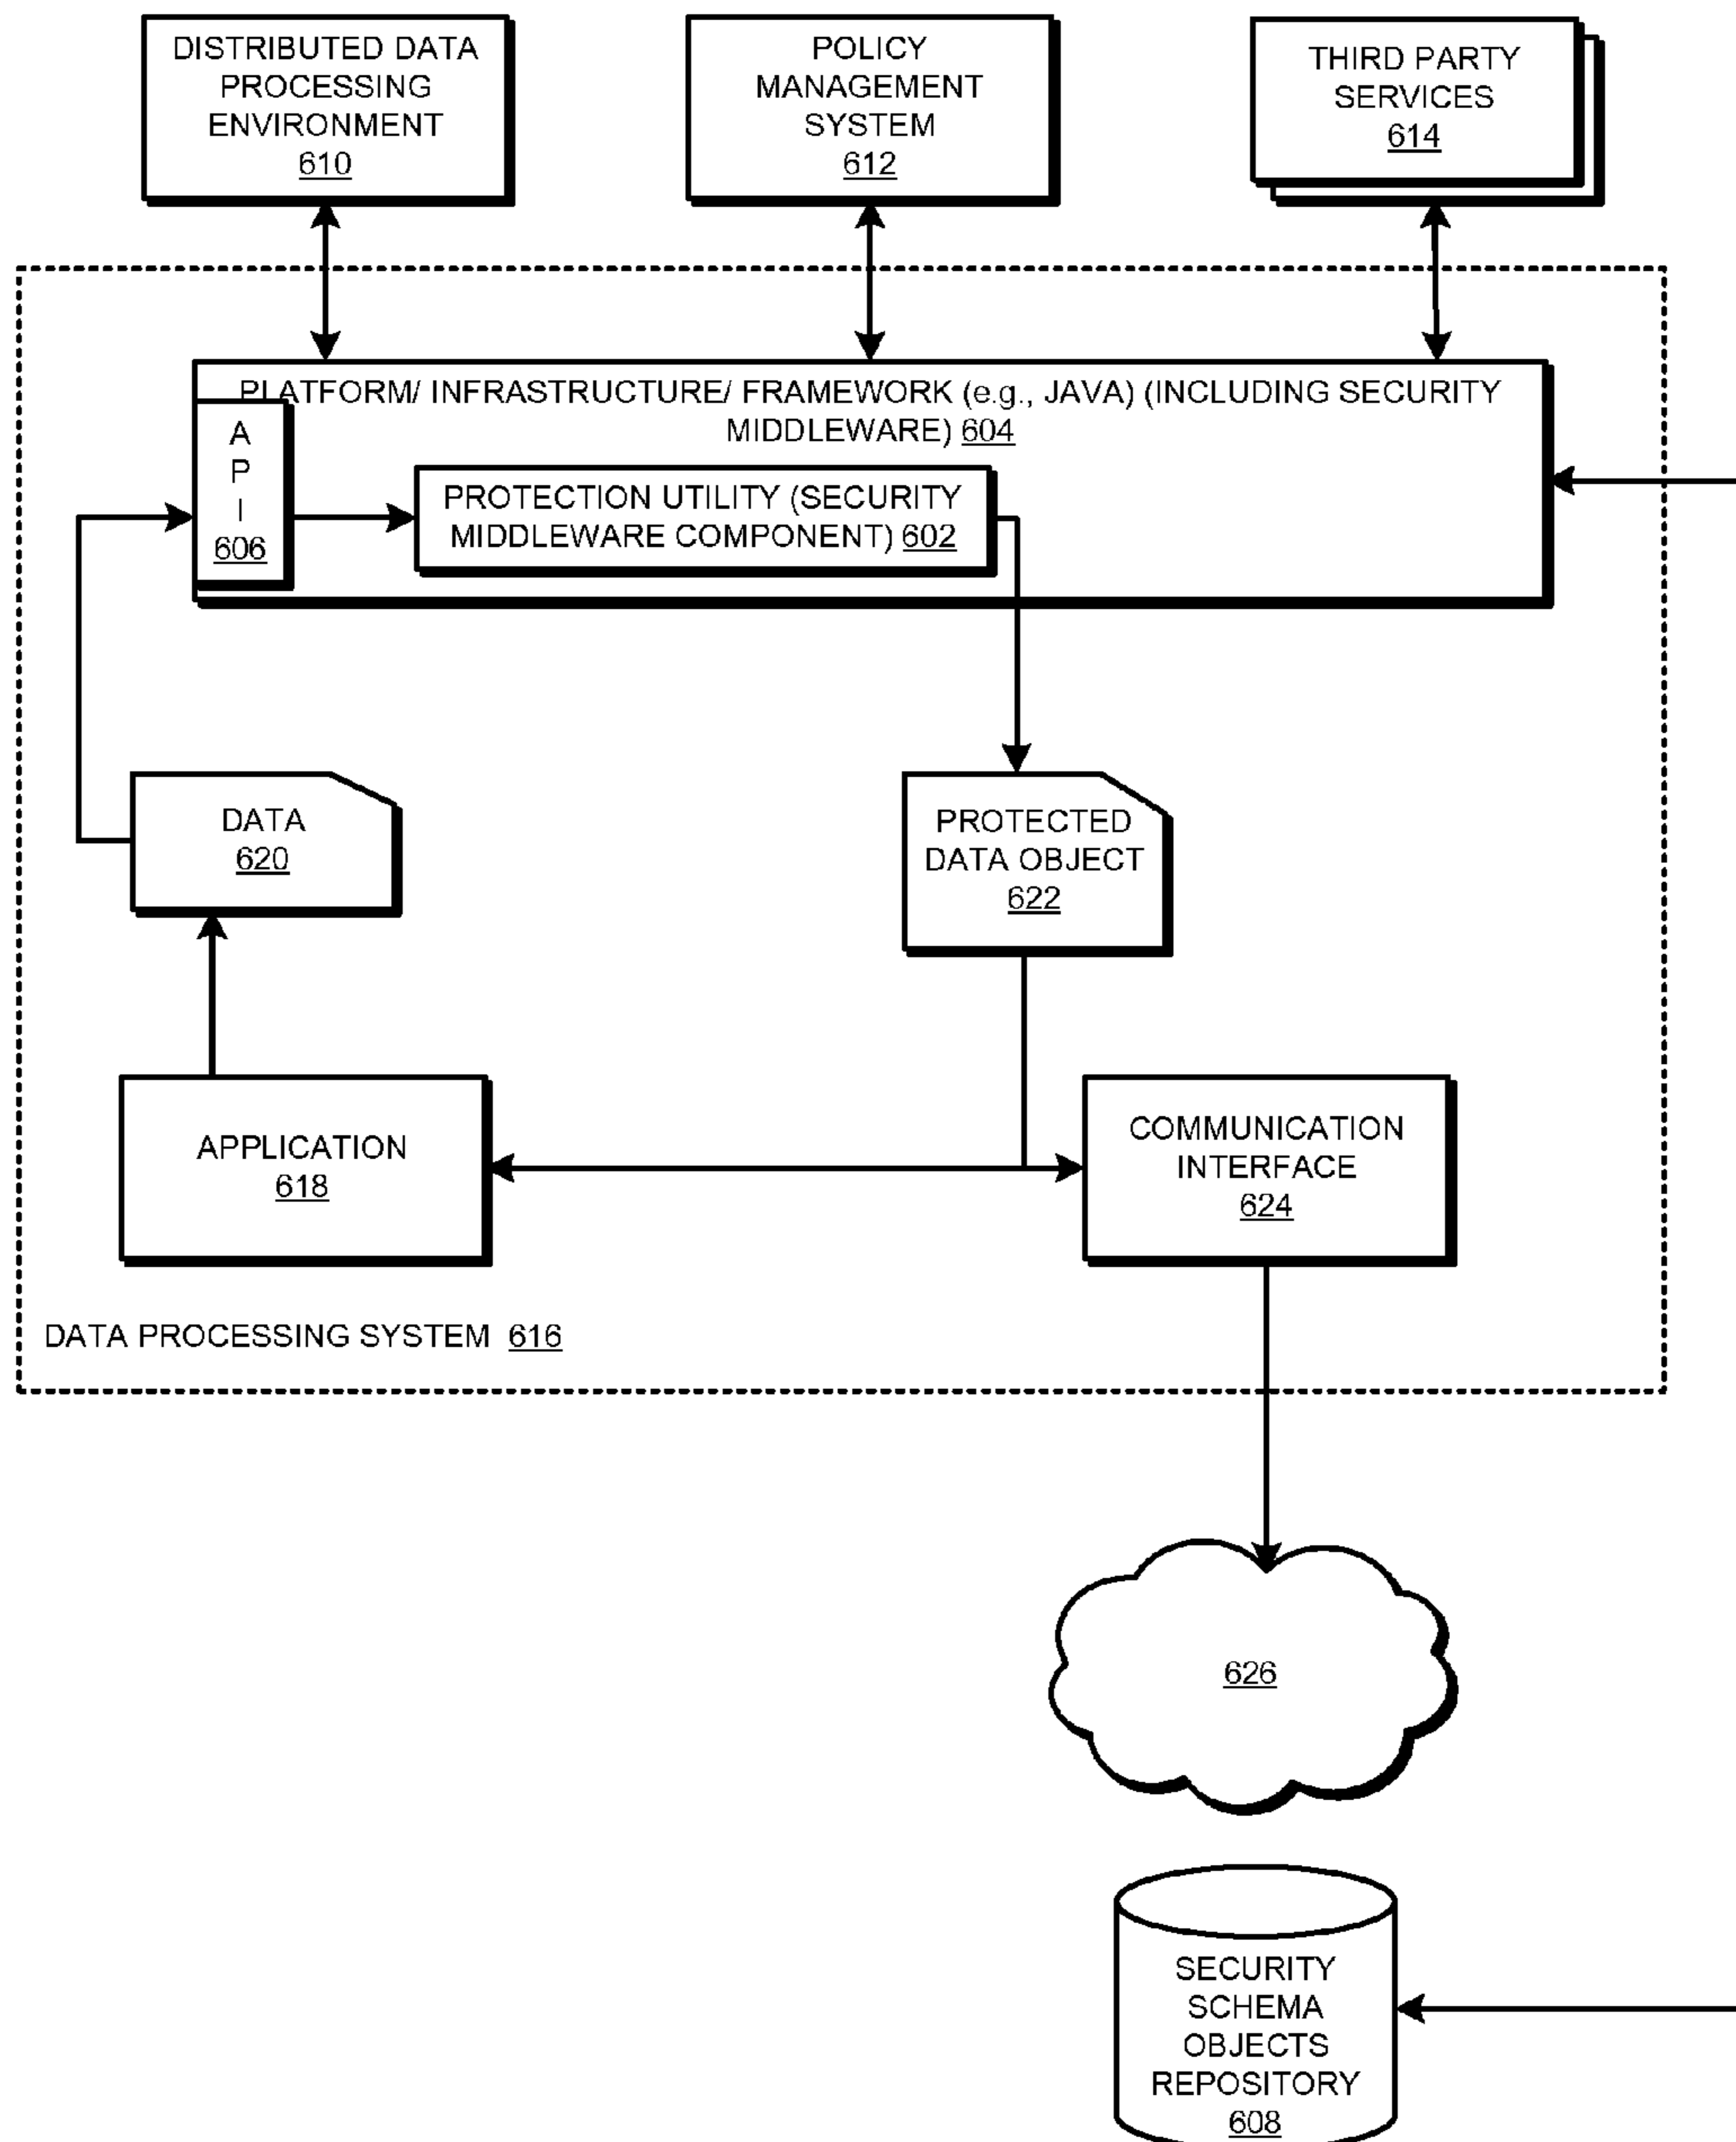 DISTRIBUTED DATA
PROCESSING
ENVIRONMENT
610
POLICY
MANAGEMENT
SYSTEM
612
THIRD PARTY
SERVICES
614
PLATFORM/ INFRASTRUCTURE/ FRAMEWORK (e.g., JAVA) (INCLUDING SECURITY
MIDDLEWARE) 604
A
P
I
606
PROTECTION UTILITY (SECURITY
MIDDLEWARE COMPONENT) 602
DATA
620
PROTECTED
DATA OBJECT
622
APPLICATION
618
COMMUNICATION
INTERFACE
624
DATA PROCESSING SYSTEM 616
626
SECURITY
SCHEMA
OBJECTS
REPOSITORY
608